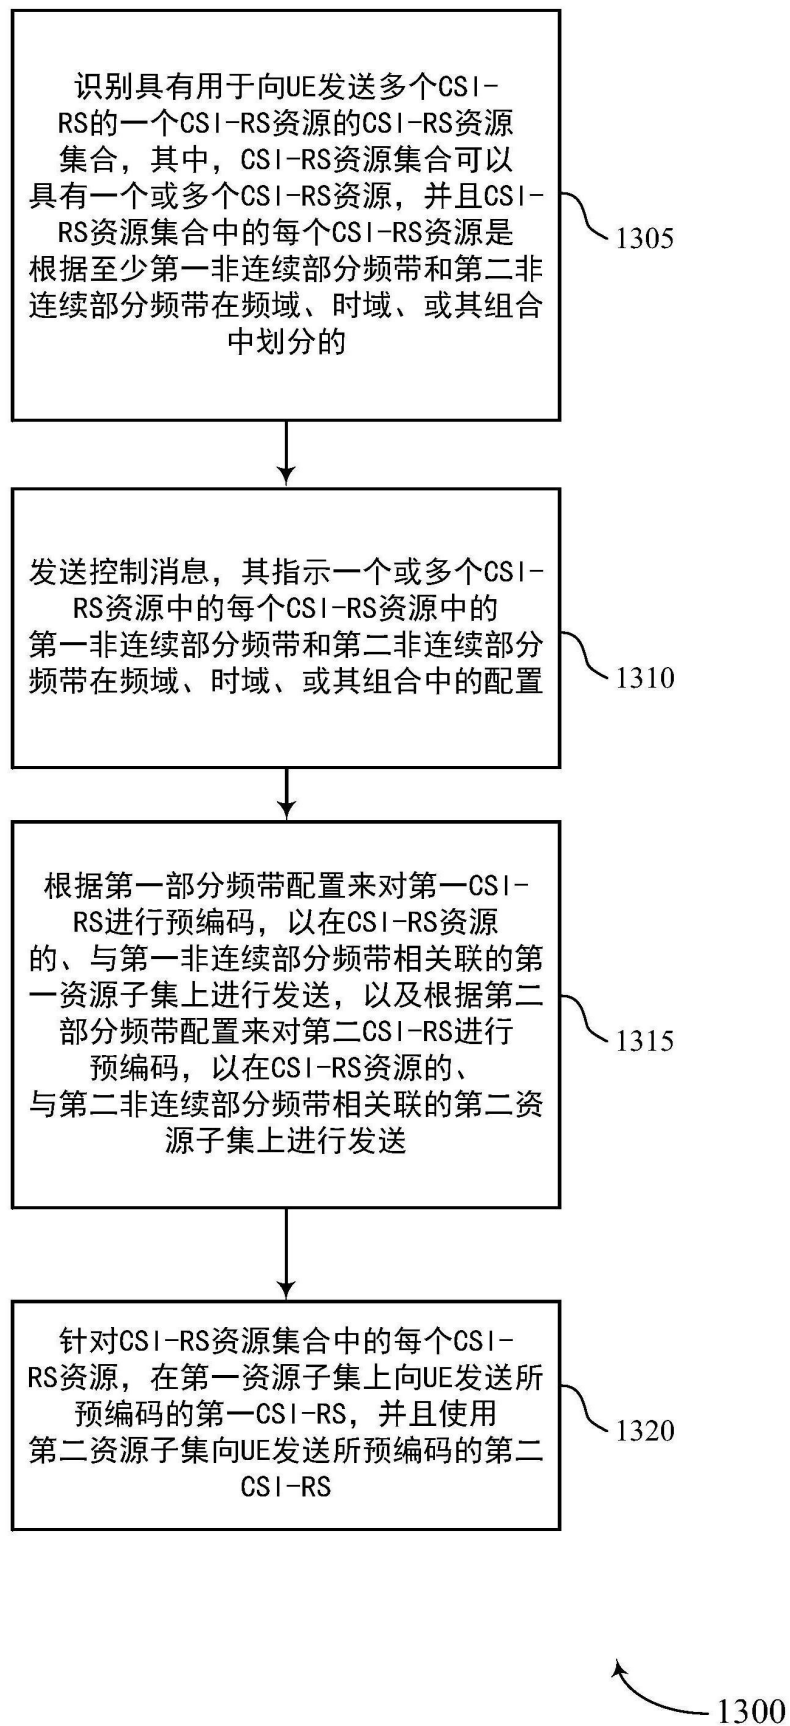 识别具有用于向UE发送多个CSI-
RS的一个CSI-RS资源的CSI-RS资源
集合，其中，CSI-RS资源集合可以
具有一个或多个CSI-RS资源，并且CSI-
RS资源集合中的每个CSI-RS资源是
根据至少第一非连续部分频带和第二非
连续部分频带在频域、时域、或其组合
中划分的
1305
发送控制消息，其指示一个或多个CSI-
RS资源中的每个CSI-RS资源中的
第一非连续部分频带和第二非连续部分
频带在频域、时域、或其组合中的配置
1310
根据第一部分频带配置来对第一CSI-
RS进行预编码，以在CSI-RS资源
的、与第一非连续部分频带相关联的第
一资源子集上进行发送，以及根据第二
部分频带配置来对第二CSI-RS进行
预编码，以在CSI-RS资源的、
与第二非连续部分频带相关联的第二资
源子集上进行发送
1315
针对CSI-RS资源集合中的每个CSI-
RS资源，在第一资源子集上向UE发送所
预编码的第一CSI-RS，并且使用
第二资源子集向UE发送所预编码的第二
CSI-RS
1320
1300